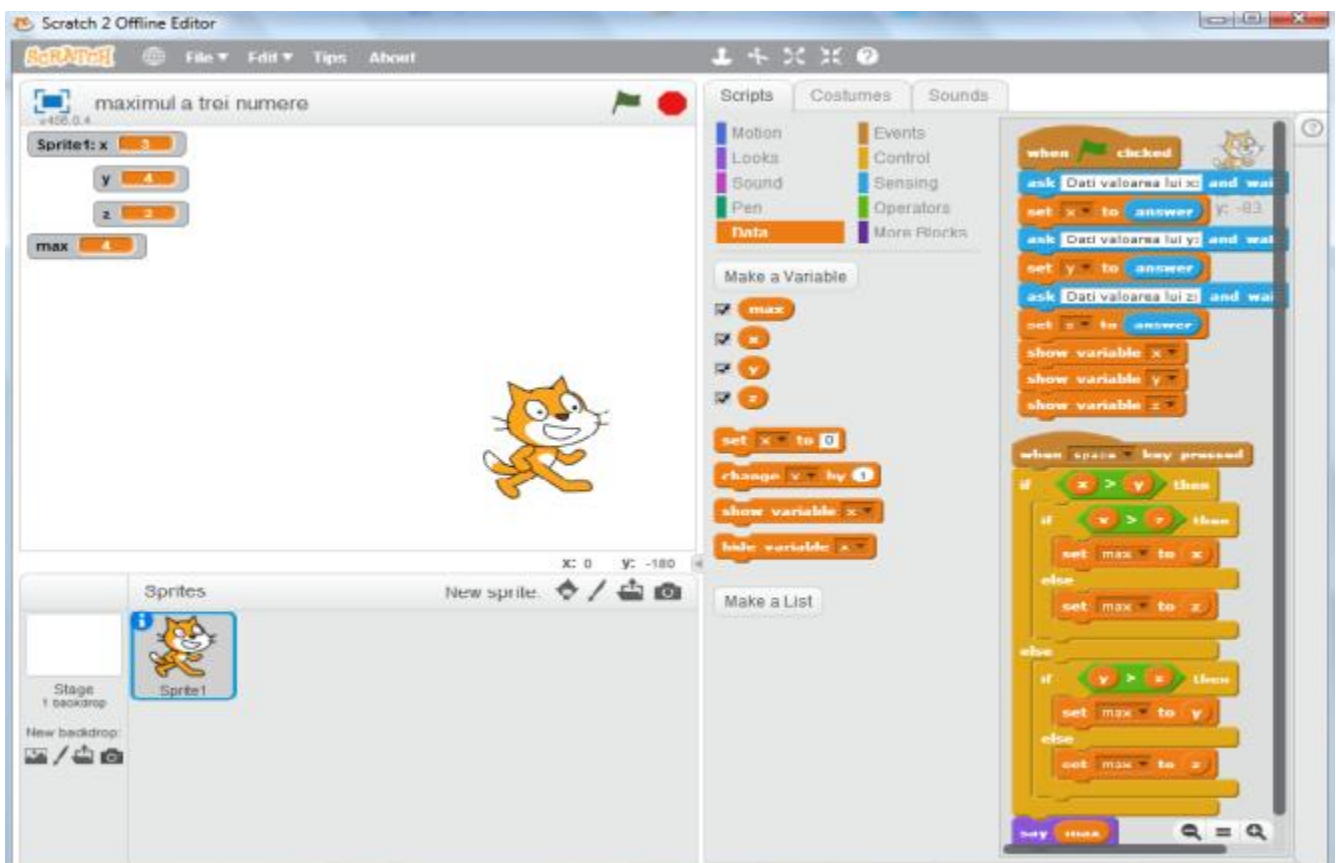 Scratch 2 Offline Editor
SCRATCH File Edit Tips About
maximul a trei numere
v456.0.4
Sprite1: x 3
y 4
z
max 4
x: 0 y: -180
Sprites New sprite:
Stage
1 backdrop
New backdrop:
Sprite1
Scripts Costumes Sounds
Motion Events
Looks Control
Sound Sensing
Pen Operators
Data More Blocks
Make a Variable
max
x
y
z
set x to 0
change x by 1
show variable x
hide variable x
Make a List
when clicked
ask Dati valoarea lui x: and wai
set x to answer
y: -83
ask Dati valoarea lui y: and wai
set y to answer
ask Dati valoarea lui z: and wai
set z to answer
show variable x
show variable y
show variable z
when space key pressed
if x > y then
if x > z then
set max to x
else
set max to z
else
if y > z then
set max to y
else
set max to z
say max